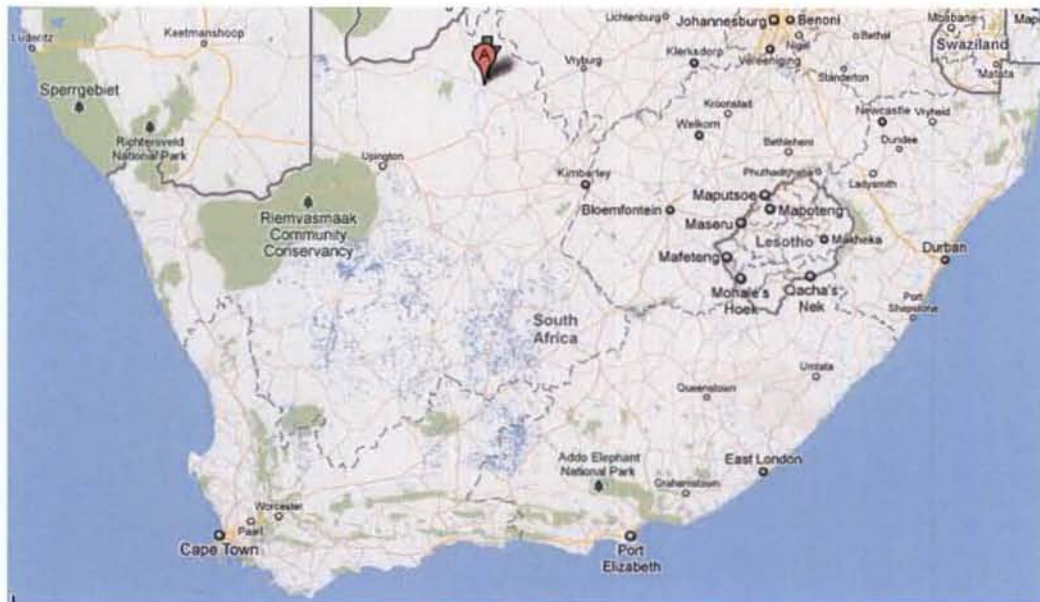 Lichtenburg
Johannesburg
Benoni
Mbabane
Luderitz
Keetmanshoop
A
Nigel
Bethal
Swaziland
Klerksdorp
Vryburg
Vereeniging
Standerton
Matata
Sperrgebiet
Kroonstad
Newcastle
Vryheid
Welkom
Richtersveld
National Park
Dundee
Bethlehem
Upington
Phuthaditjhaba
Ladysmith
Kimberley
Maputsoe
Riemvasmaak
Community
Conservancy
Bloemfontein
Mapoteng
Maseru
Lesotho
Makheka
Durban
Mafeteng
Mohale's
Hoek
Qacha's
Nek
Port
Shepstone
South
Africa
Umtata
Queenstown
Addo Elephant
National Park
East London
Grahamstown
Worcester
Paarl
Cape Town
Port
Elizabeth